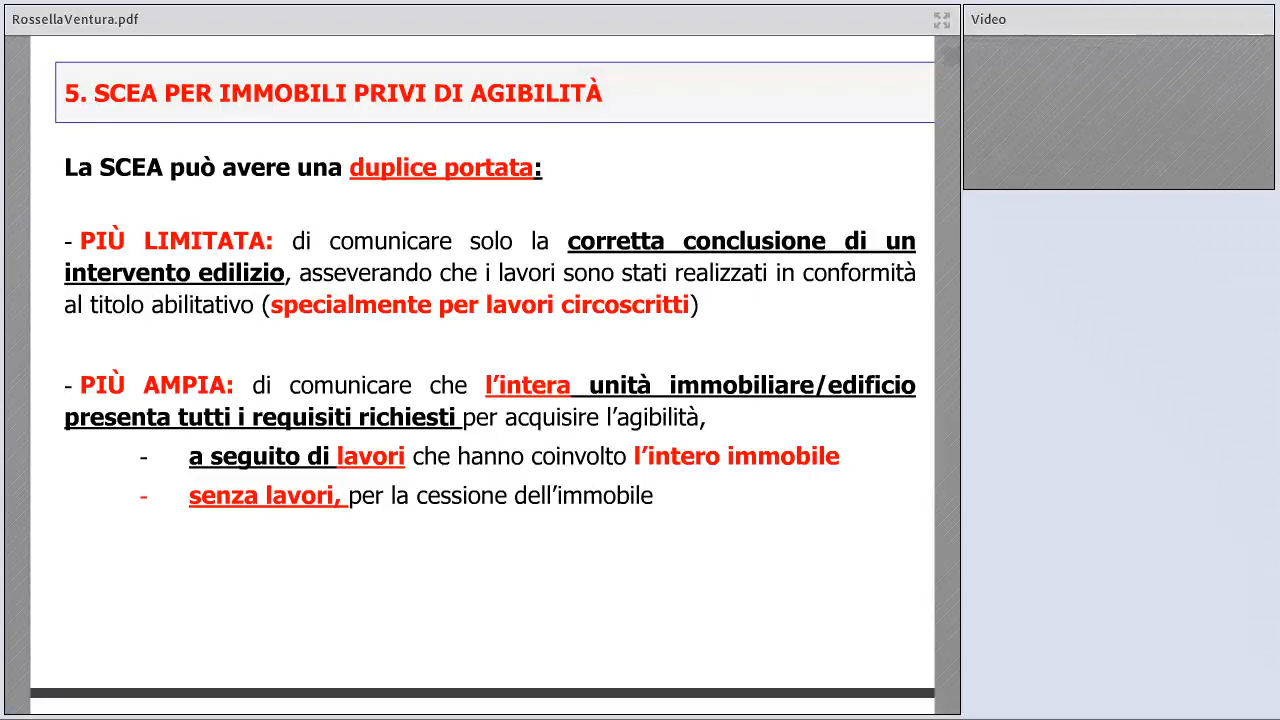 RossellaVentura.pdf
Video
5. SCEA PER IMMOBILI PRIVI DI AGIBILITÀ
La SCEA può avere una duplice portata:
- PIÙ LIMITATA: di comunicare solo la corretta conclusione di un
intervento edilizio, asseverando che i lavori sono stati realizzati in conformità
al titolo abilitativo (specialmente per lavori circoscritti)
- PIÙ AMPIA: di comunicare che l’intera unità immobiliare/edificio
presenta tutti i requisiti richiesti per acquisire l’agibilità,
- a seguito di lavori che hanno coinvolto l’intero immobile
- senza lavori, per la cessione dell’immobile